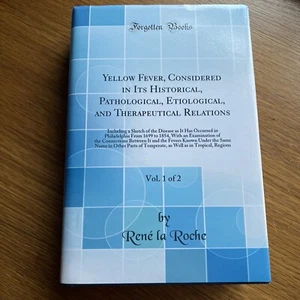 Forgotten Books
Yellow Fever, Considered
in Its Historical,
Pathological, Etiological,
and Therapeutical Relations
Including a Sketch of the Disease as It Has Occurred in
Philadelphia From 1699 to 1854, With an Examination of
the Connections Between It and the Fevers Known Under the Same
Name in Other Parts of Temperate, as Well as in Tropical, Regions
Vol. 1 of 2
by
René la Roche